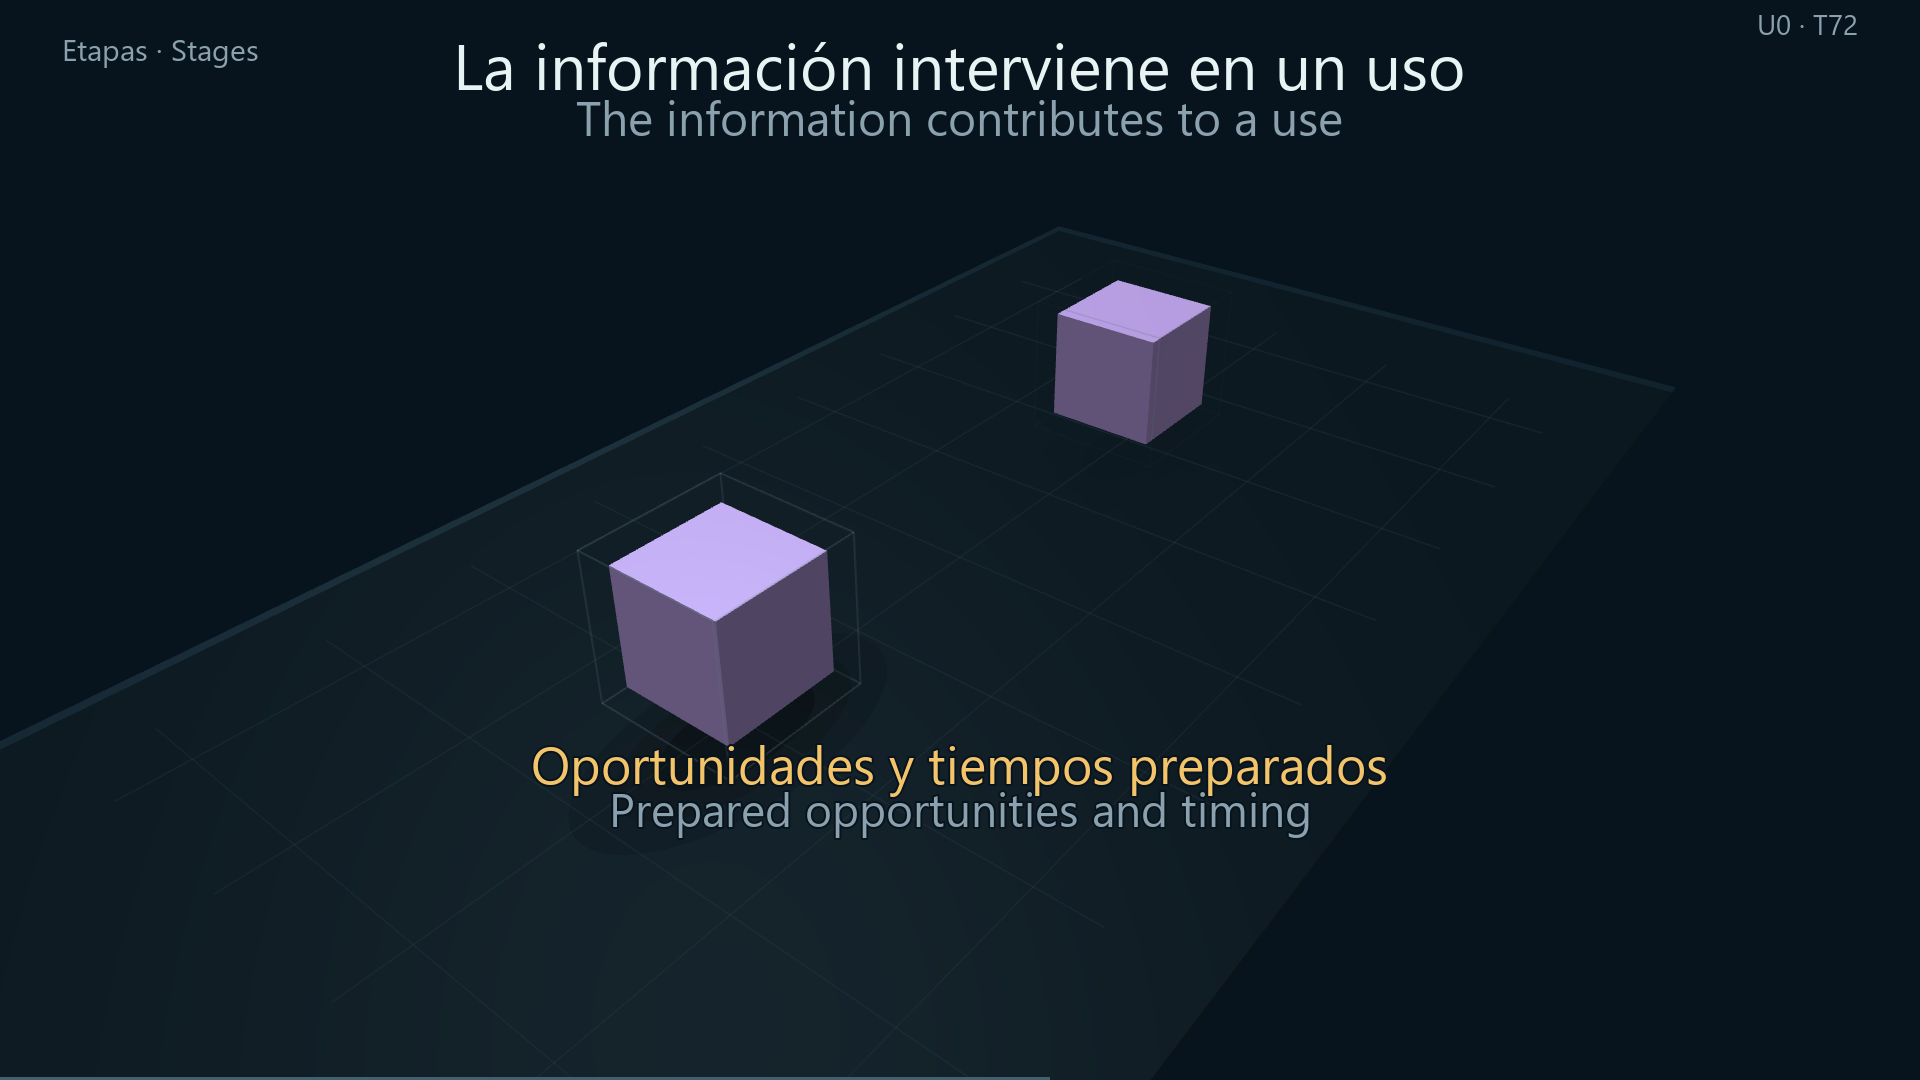 Etapas · Stages
U0 · T72
La información interviene en un uso
The information contributes to a use
Oportunidades y tiempos preparados
Prepared opportunities and timing